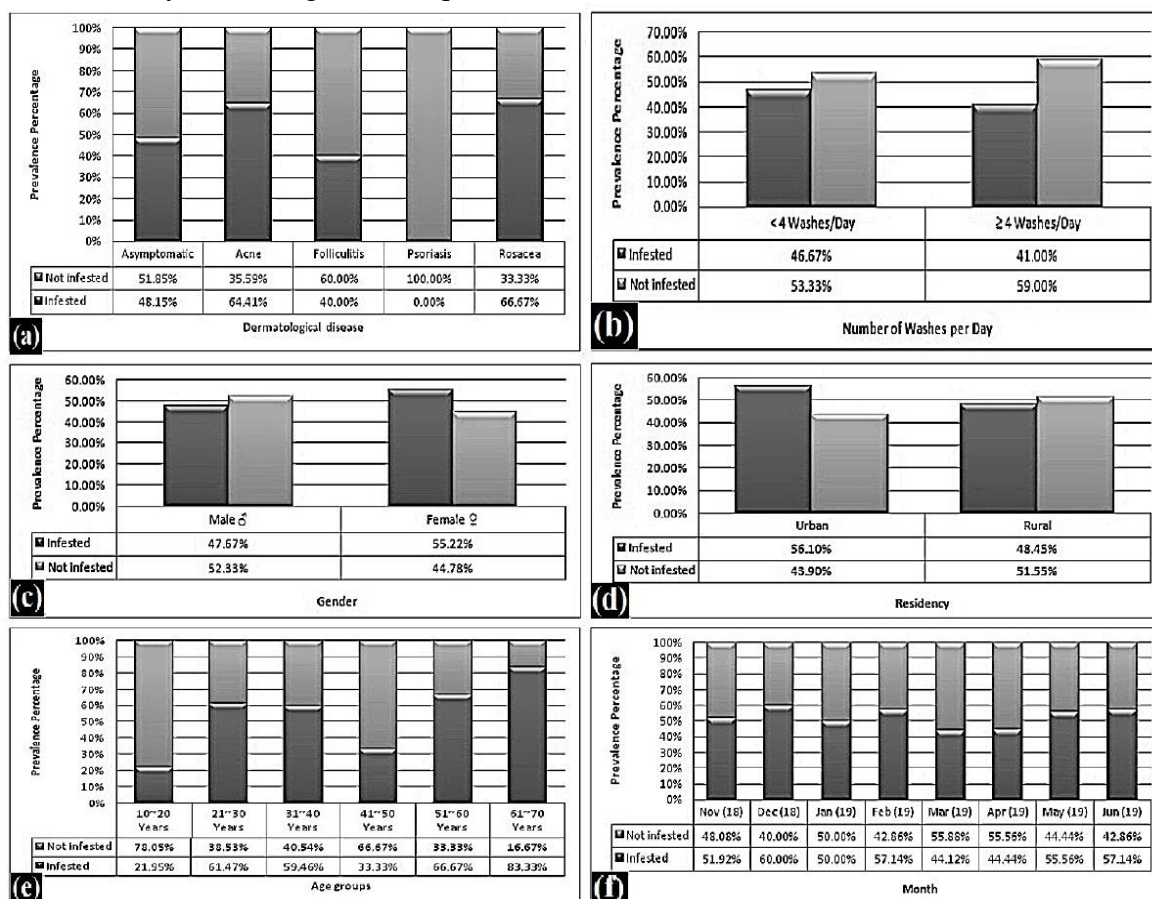 Prevalence Percentage
100%
90%
80%
70%
60%
50%
40%
30%
20%
10%
0%
Asymptomatic Acne Folliculitis Psoriasis Rosacea
Not infested 51.85% 35.59% 60.00% 100.00% 33.33%
Infested 48.15% 64.41% 40.00% 0.00% 66.67%
(a) Dermatological disease
Prevalence Percentage
70.00%
60.00%
50.00%
40.00%
30.00%
20.00%
10.00%
0.00%
<4 Washes/Day ≥4 Washes/Day
Infested 46.67% 41.00%
Not infested 53.33% 59.00%
(b) Number of Washes per Day
Prevalence Percentage
60.00%
50.00%
40.00%
30.00%
20.00%
10.00%
0.00%
Male ♂ Female ♀
Infested 47.67% 55.22%
Not infested 52.33% 44.78%
(c) Gender
Prevalence Percentage
60.00%
50.00%
40.00%
30.00%
20.00%
10.00%
0.00%
Urban Rural
Infested 56.10% 48.45%
Not infested 43.90% 51.55%
(d) Residency
Prevalence Percentage
100%
90%
80%
70%
60%
50%
40%
30%
20%
10%
0%
10~20 21~30 31~40 41~50 51~60 61~70
Years Years Years Years Years Years
Not infested 78.05% 38.53% 40.54% 66.67% 33.33% 16.67%
Infested 21.95% 61.47% 59.46% 33.33% 66.67% 83.33%
(e) Age groups
Prevalence Percentage
100%
90%
80%
70%
60%
50%
40%
30%
20%
10%
0%
Nov (18) Dec (18) Jan (19) Feb (19) Mar (19) Apr (19) May (19) Jun (19)
Not infested 48.08% 40.00% 50.00% 42.86% 55.88% 55.56% 44.44% 42.86%
Infested 51.92% 60.00% 50.00% 57.14% 44.12% 44.44% 55.56% 57.14%
(f) Month